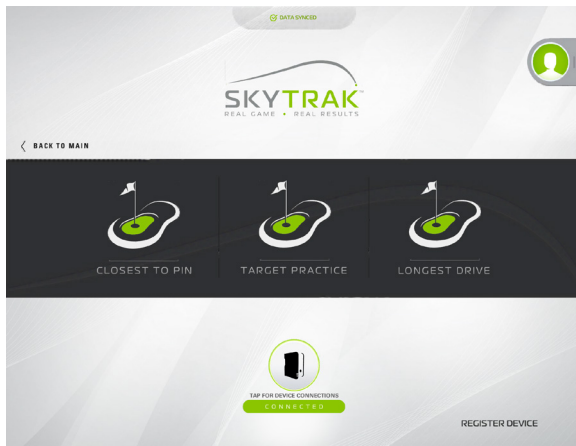 DATA SYNCED
SKYTRAK™
REAL GAME • REAL RESULTS
BACK TO MAIN
CLOSEST TO PIN
TARGET PRACTICE
LONGEST DRIVE
TAP FOR DEVICE CONNECTIONS
CONNECTED
REGISTER DEVICE